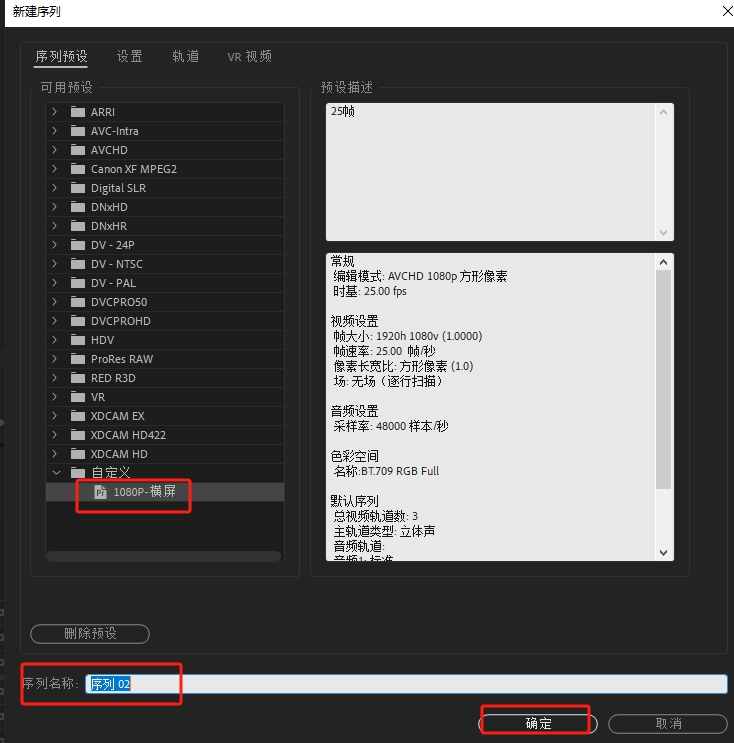 新建序列
序列预设 设置 轨道 VR 视频
可用预设
ARRI
AVC-Intra
AVCHD
Canon XF MPEG2
Digital SLR
DNxHD
DNxHR
DV - 24P
DV - NTSC
DV - PAL
DVCPRO50
DVCPROHD
HDV
ProRes RAW
RED R3D
VR
XDCAM EX
XDCAM HD422
XDCAM HD
自定义
1080P-横屏
预设描述
25帧
常规
编辑模式: AVCHD 1080p 方形像素
时基: 25.00 fps
视频设置
帧大小: 1920h 1080v (1.0000)
帧速率: 25.00 帧/秒
像素长宽比: 方形像素 (1.0)
场: 无场（逐行扫描）
音频设置
采样率: 48000 样本/秒
色彩空间
名称:BT.709 RGB Full
默认序列
总视频轨道数: 3
主轨道类型: 立体声
音频轨道:
音频1: 标准
删除预设
序列名称: 序列 02
确定 取消